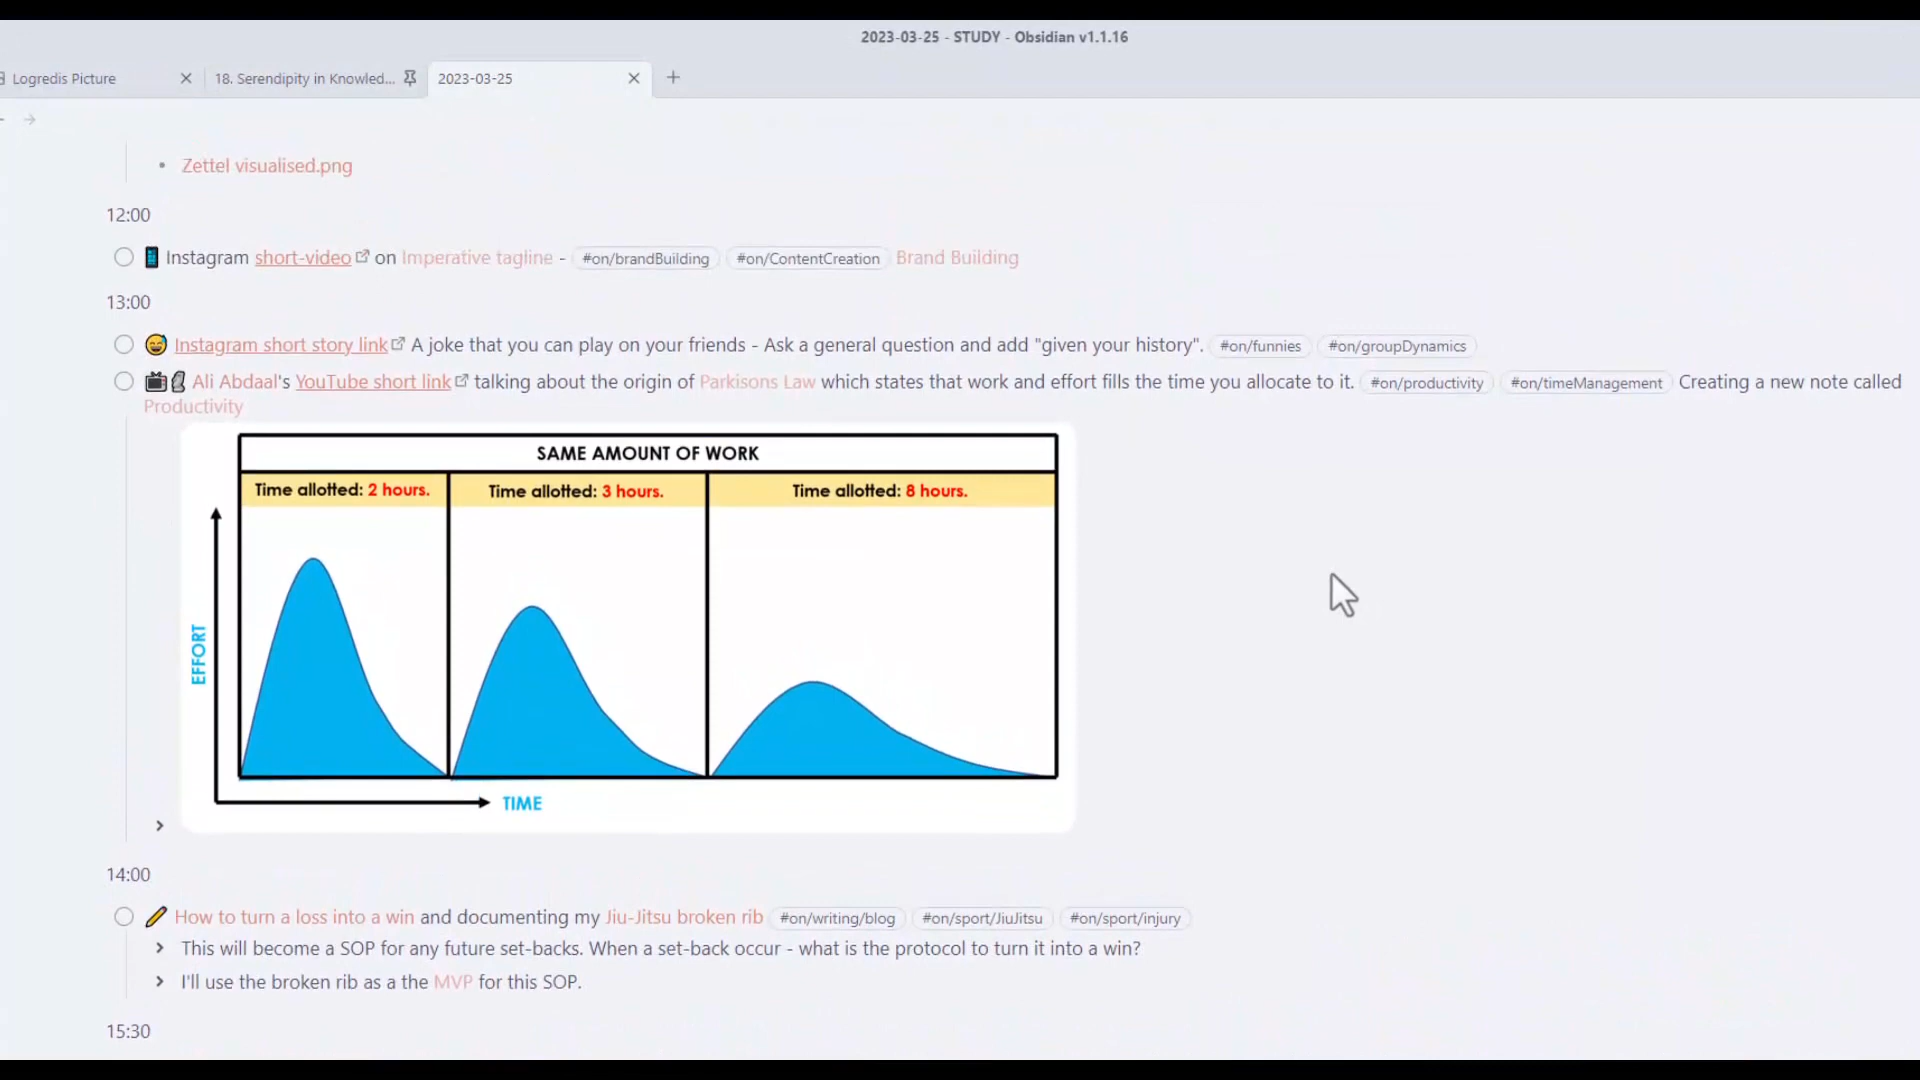 2023-03-25 - STUDY - Obsidian v1.1.16
Logredis Picture
18. Serendipity in Knowled...
2023-03-25
Zettel visualised.png
12:00
Instagram short-video on Imperative tagline - #on/brandBuilding #on/ContentCreation Brand Building
13:00
Instagram short story link A joke that you can play on your friends - Ask a general question and add "given your history". #on/funnies #on/groupDynamics
Ali Abdaal's YouTube short link talking about the origin of Parkisons Law which states that work and effort fills the time you allocate to it. #on/productivity #on/timeManagement Creating a new note called
Productivity
SAME AMOUNT OF WORK
Time allotted: 2 hours.
Time allotted: 3 hours.
Time allotted: 8 hours.
EFFORT
TIME
14:00
How to turn a loss into a win and documenting my Jiu-Jitsu broken rib #on/writing/blog #on/sport/JiuJitsu #on/sport/injury
This will become a SOP for any future set-backs. When a set-back occur - what is the protocol to turn it into a win?
I'll use the broken rib as a the MVP for this SOP.
15:30